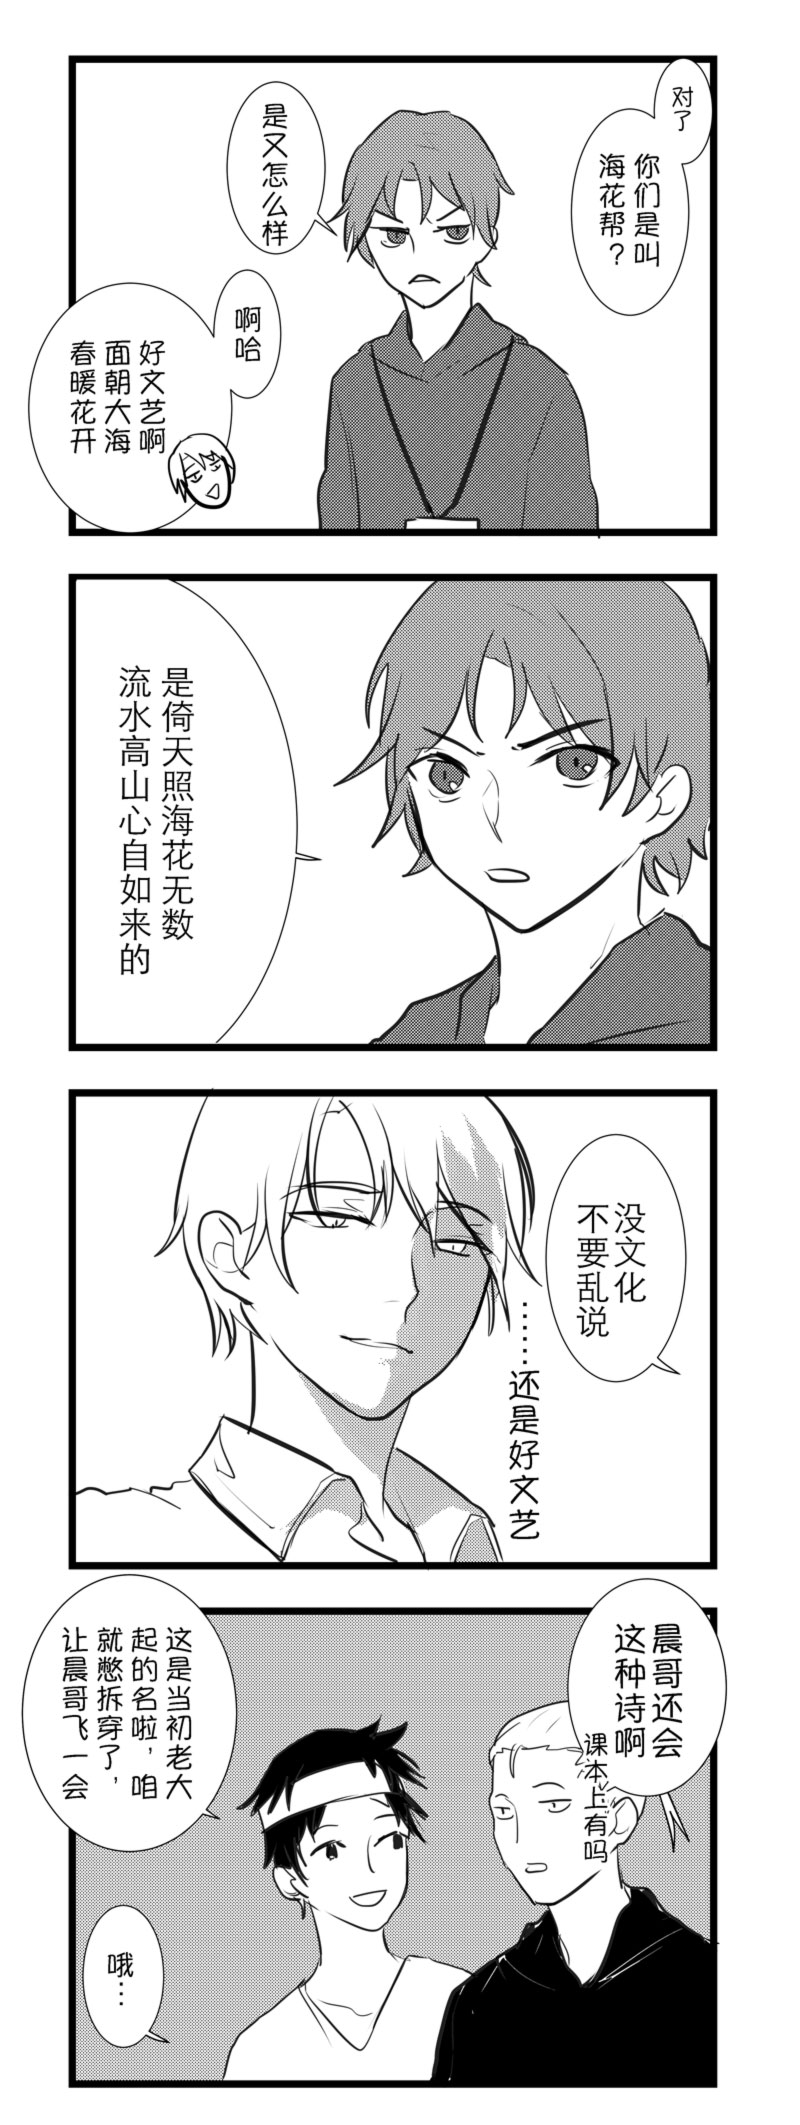 对了
你们是叫
海花帮？
是又怎么样
啊哈
好文艺啊
面朝大海
春暖花开
是倚天照海花无数
流水高山心自如来的
没文化
不要乱说
……还是好文艺
晨哥还会
这种诗啊
课本上有吗
这是当初老大
起的名啦，咱
就憋拆穿了，
让晨哥飞一会
哦…